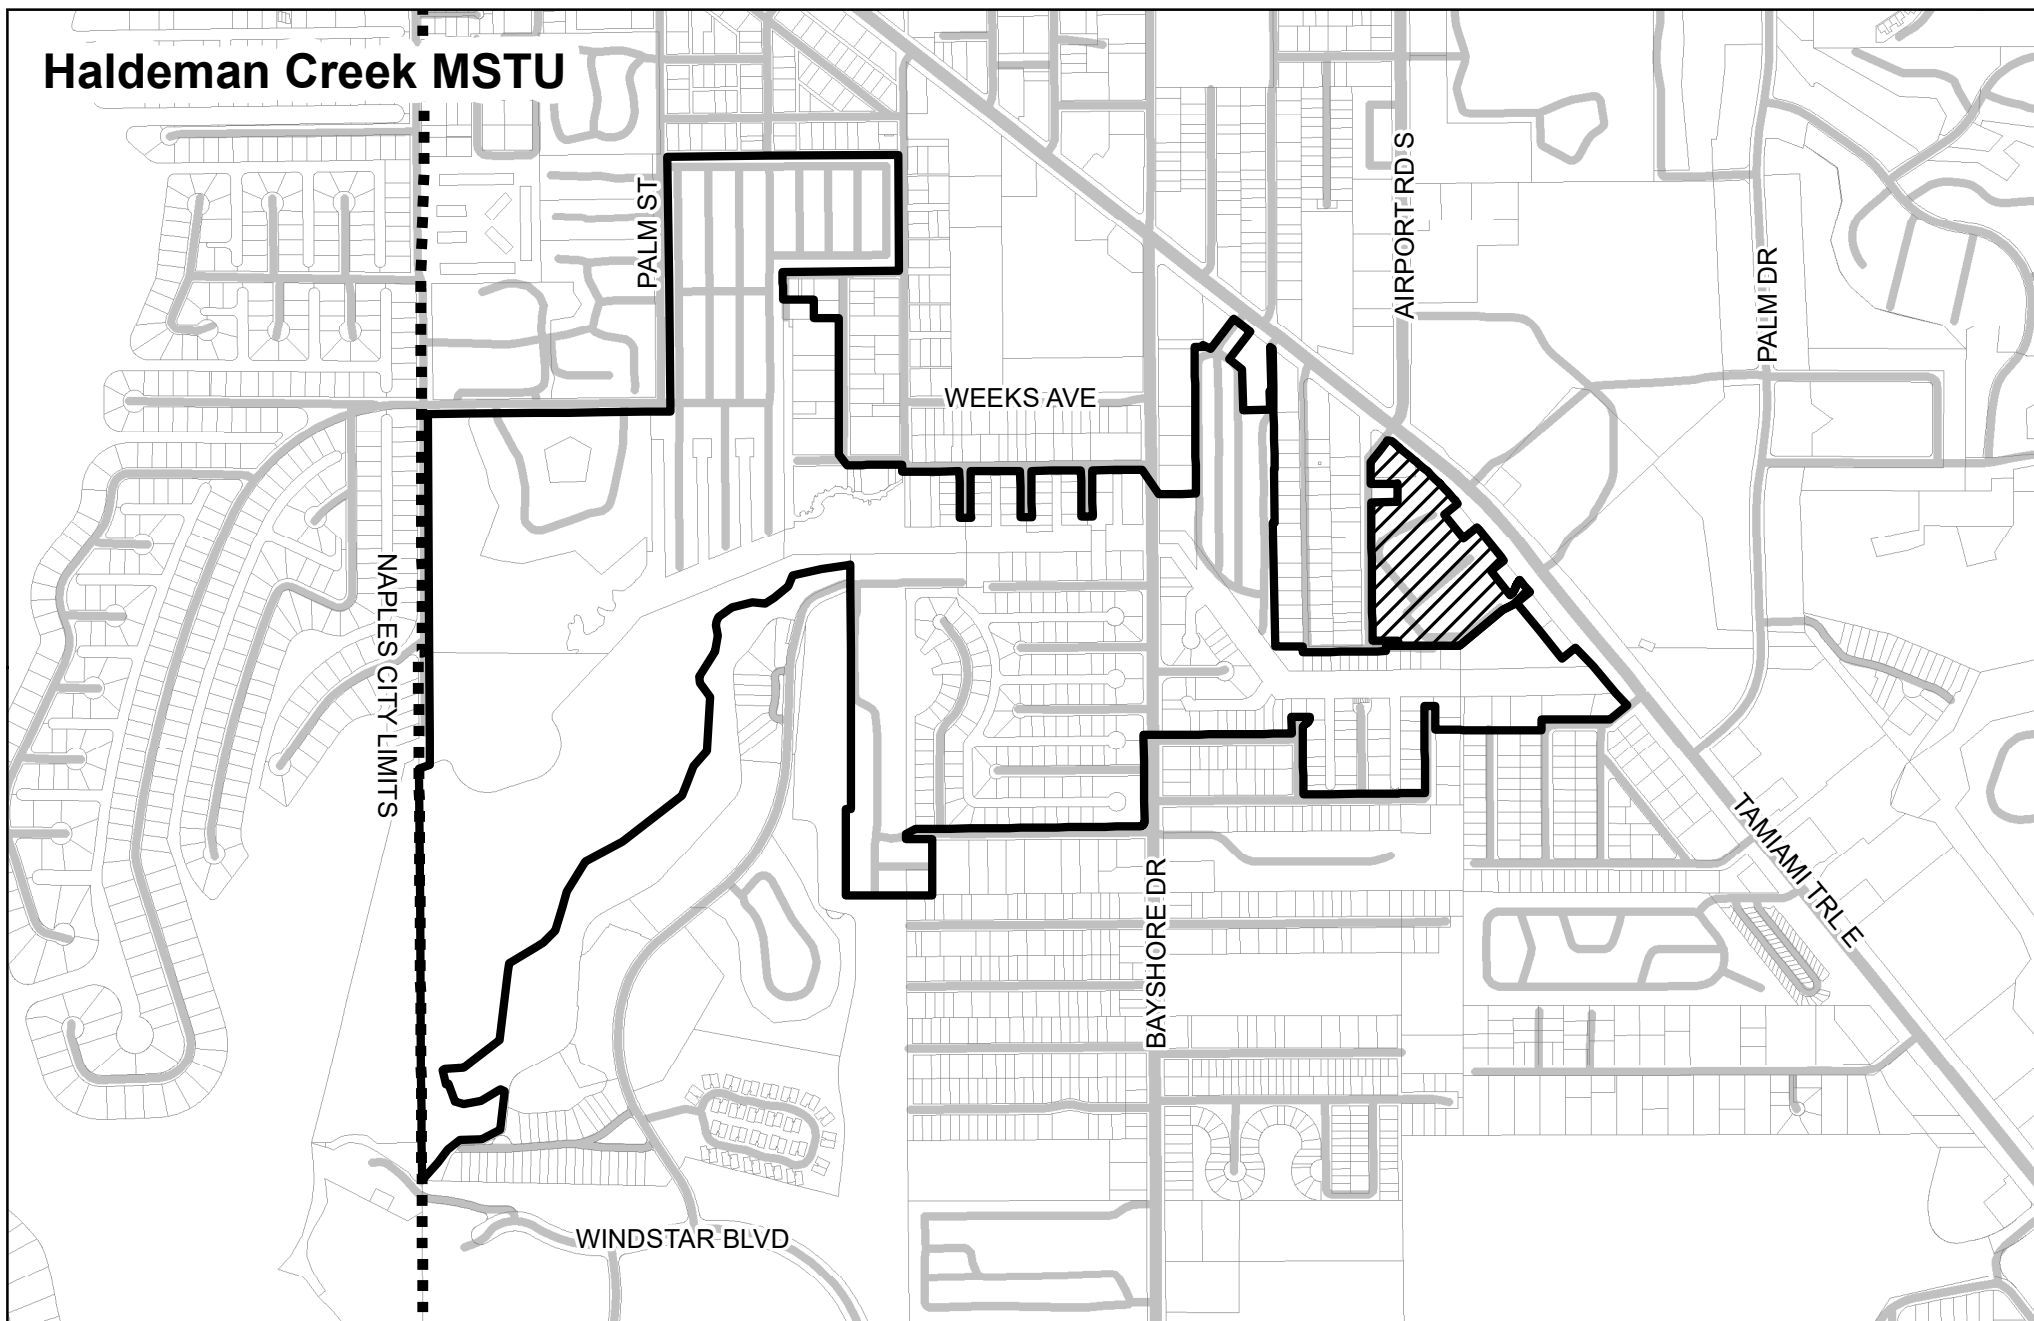 Haldeman Creek MSTU
PALM ST
AIRPORT RD S
PALM DR
WEEKS AVE
NAPLES CITY LIMITS
TAMIAMI TRL E
BAYSHORE DR
WINDSTAR BLVD